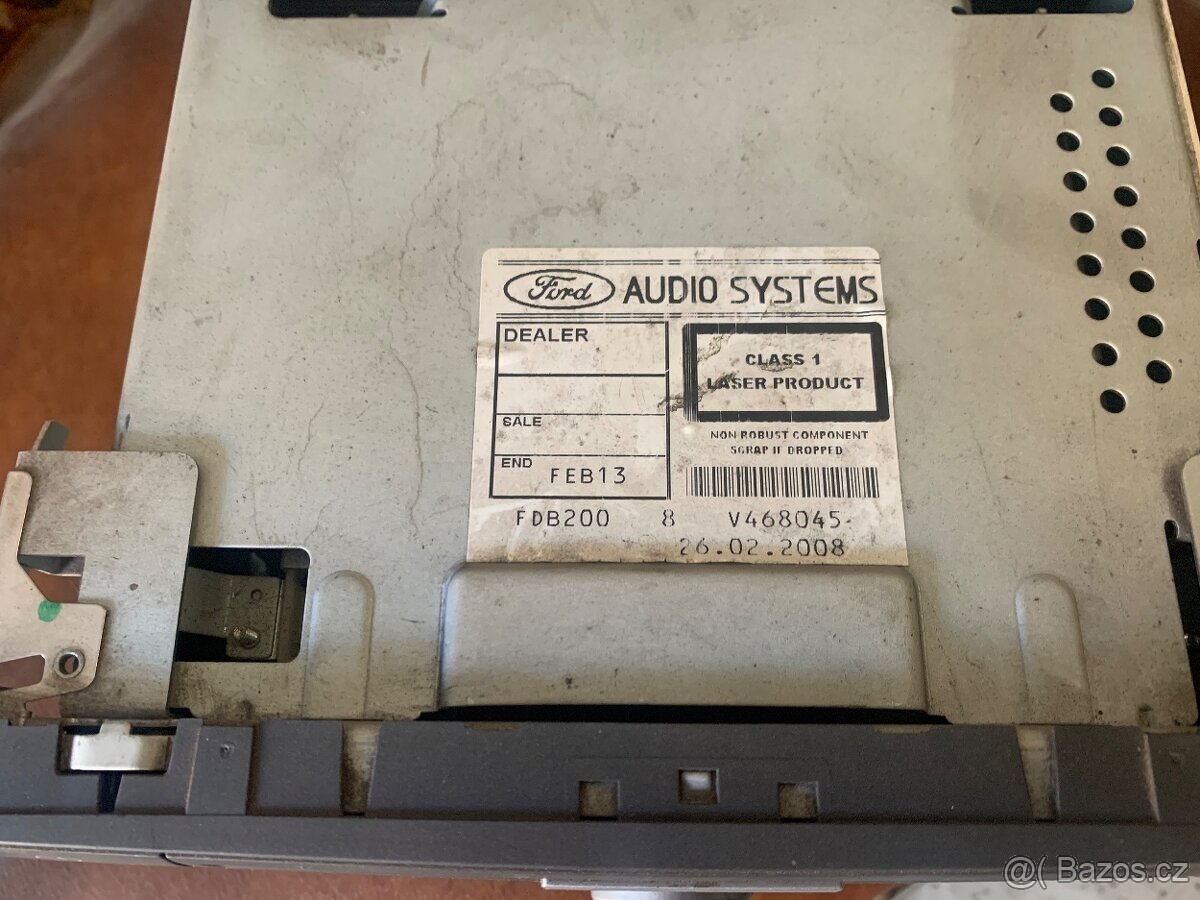 Ford AUDIO SYSTEMS
DEALER
SALE
END FEB13
CLASS 1
LASER PRODUCT
NON ROBUST COMPONENT
SCRAP IF DROPPED
FDB200 8 V468045
26.02.2008
@( Bazos.cz